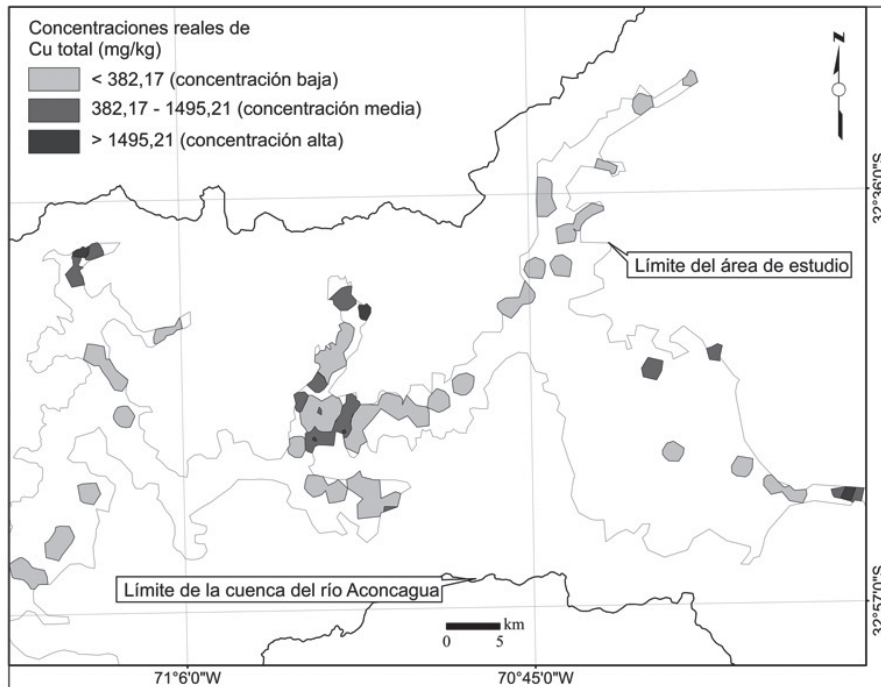 Concentraciones reales de
Cu total (mg/kg)
< 382,17 (concentración baja)
382,17 - 1495,21 (concentración media)
> 1495,21 (concentración alta)
N
32°36'0"S
Límite del área de estudio
Límite de la cuenca del río Aconcagua
km
0 5
32°57'0"S
71°6'0"W
70°45'0"W